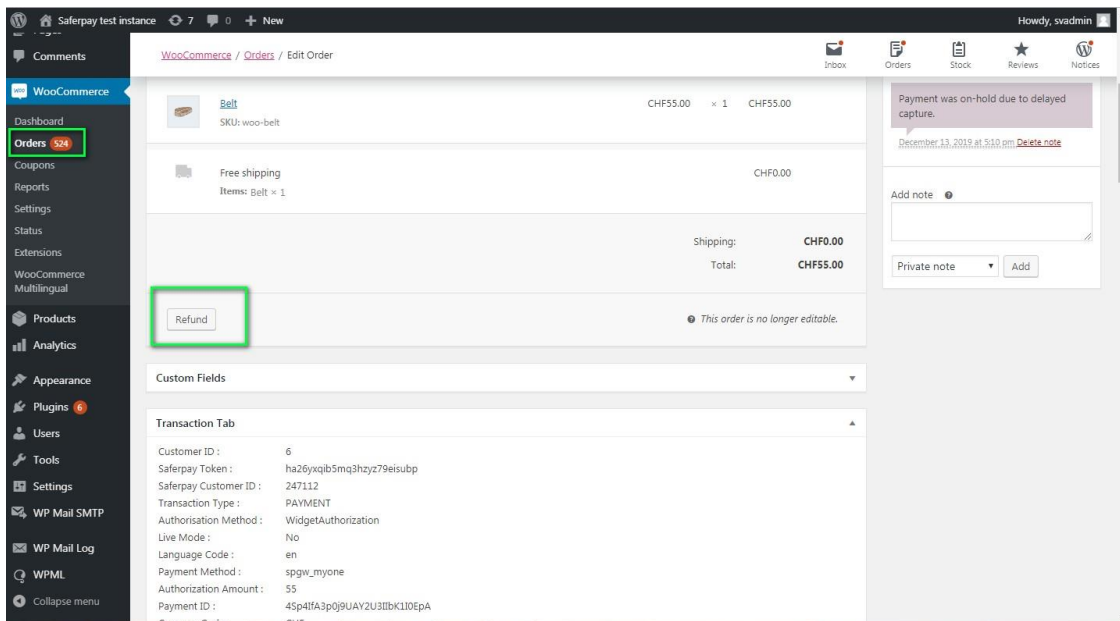 Saferpay test instance 7 0 + New Howdy, svadmin
Comments
WooCommerce
Dashboard
Orders 524
Coupons
Reports
Settings
Status
Extensions
WooCommerce
Multilingual
Products
Analytics
Appearance
Plugins 6
Users
Tools
Settings
WP Mail SMTP
WP Mail Log
WPML
Collapse menu
WooCommerce / Orders / Edit Order
Inbox
Orders
Stock
Reviews
Notices
Belt CHF55.00 × 1 CHF55.00
SKU: woo-belt
Free shipping CHF0.00
Items: Belt × 1
Shipping: CHF0.00
Total: CHF55.00
Refund
This order is no longer editable.
Custom Fields
Transaction Tab
Customer ID : 6
Saferpay Token : ha26yxqib5mq3hzyz79eisubp
Saferpay Customer ID : 247112
Transaction Type : PAYMENT
Authorisation Method : WidgetAuthorization
Live Mode : No
Language Code : en
Payment Method : spgw_myone
Authorization Amount : 55
Payment ID : 4Sp4IfA3p0j9UAY2U3IIbK1I0EpA
Payment was on-hold due to delayed
capture.
December 13, 2019 at 5:10 pm Delete note
Add note
Private note
Add